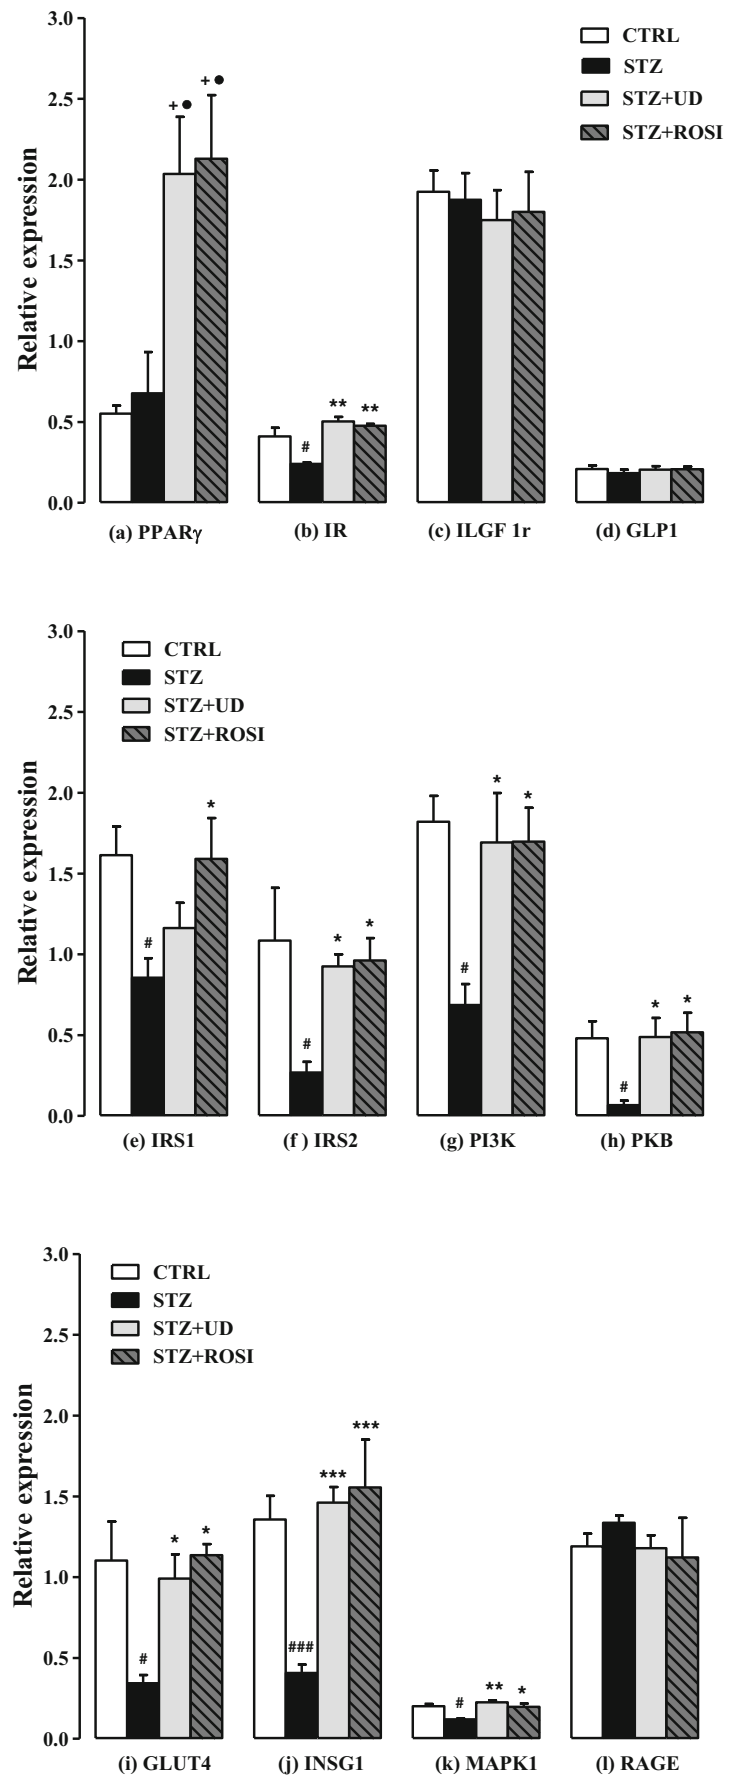 3.0
2.5
2.0
1.5
1.0
0.5
0.0
Relative expression
CTRL
STZ
STZ+UD
STZ+ROSI
+ ●
+ ●
#
**
**
(a) PPARγ
(b) IR
(c) ILGF 1r
(d) GLP1
3.0
2.5
2.0
1.5
1.0
0.5
0.0
Relative expression
CTRL
STZ
STZ+UD
STZ+ROSI
#
*
#
*
*
#
*
*
#
*
*
(e) IRS1
(f ) IRS2
(g) PI3K
(h) PKB
3.0
2.5
2.0
1.5
1.0
0.5
0.0
Relative expression
CTRL
STZ
STZ+UD
STZ+ROSI
#
*
*
###
***
***
#
**
*
(i) GLUT4
(j) INSG1
(k) MAPK1
(l) RAGE